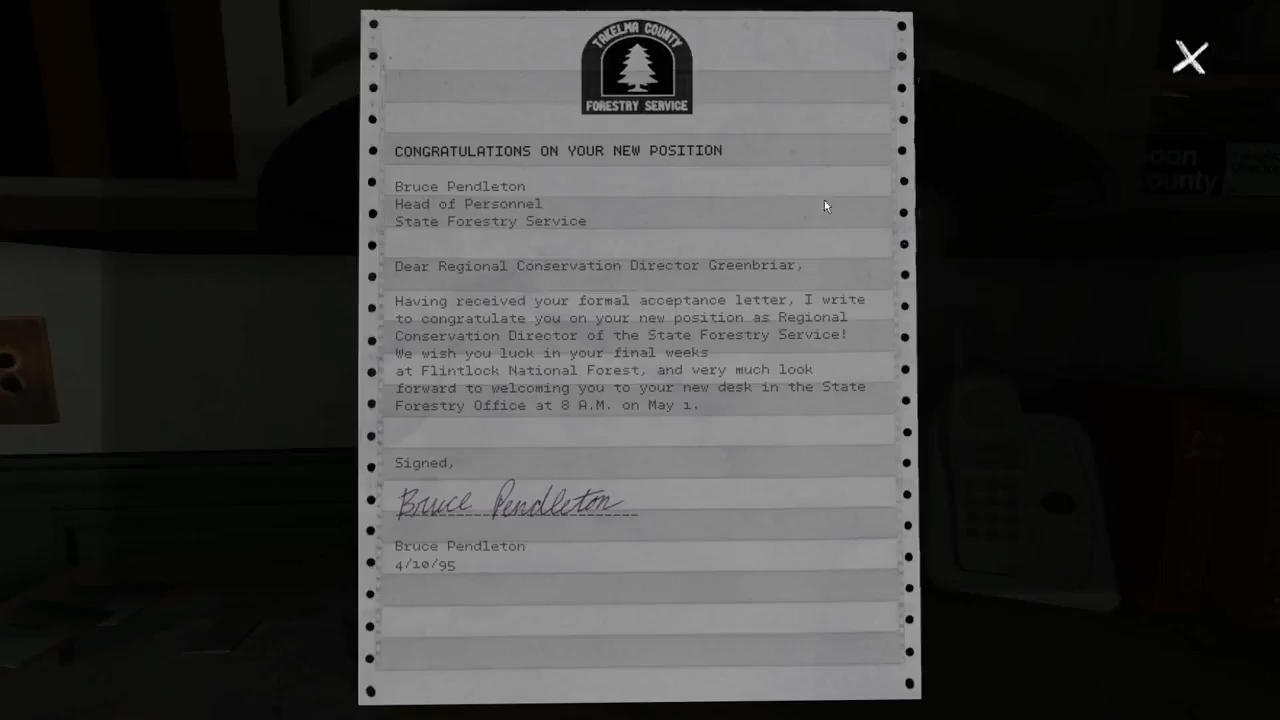 TAKELMA COUNTY
FORESTRY SERVICE
CONGRATULATIONS ON YOUR NEW POSITION
Bruce Pendleton
Head of Personnel
State Forestry Service
Dear Regional Conservation Director Greenbriar,
Having received your formal acceptance letter, I write
to congratulate you on your new position as Regional
Conservation Director of the State Forestry Service!
We wish you luck in your final weeks
at Flintlock National Forest, and very much look
forward to welcoming you to your new desk in the State
Forestry Office at 8 A.M. on May 1.
Signed,
Bruce Pendleton
Bruce Pendleton
4/10/95